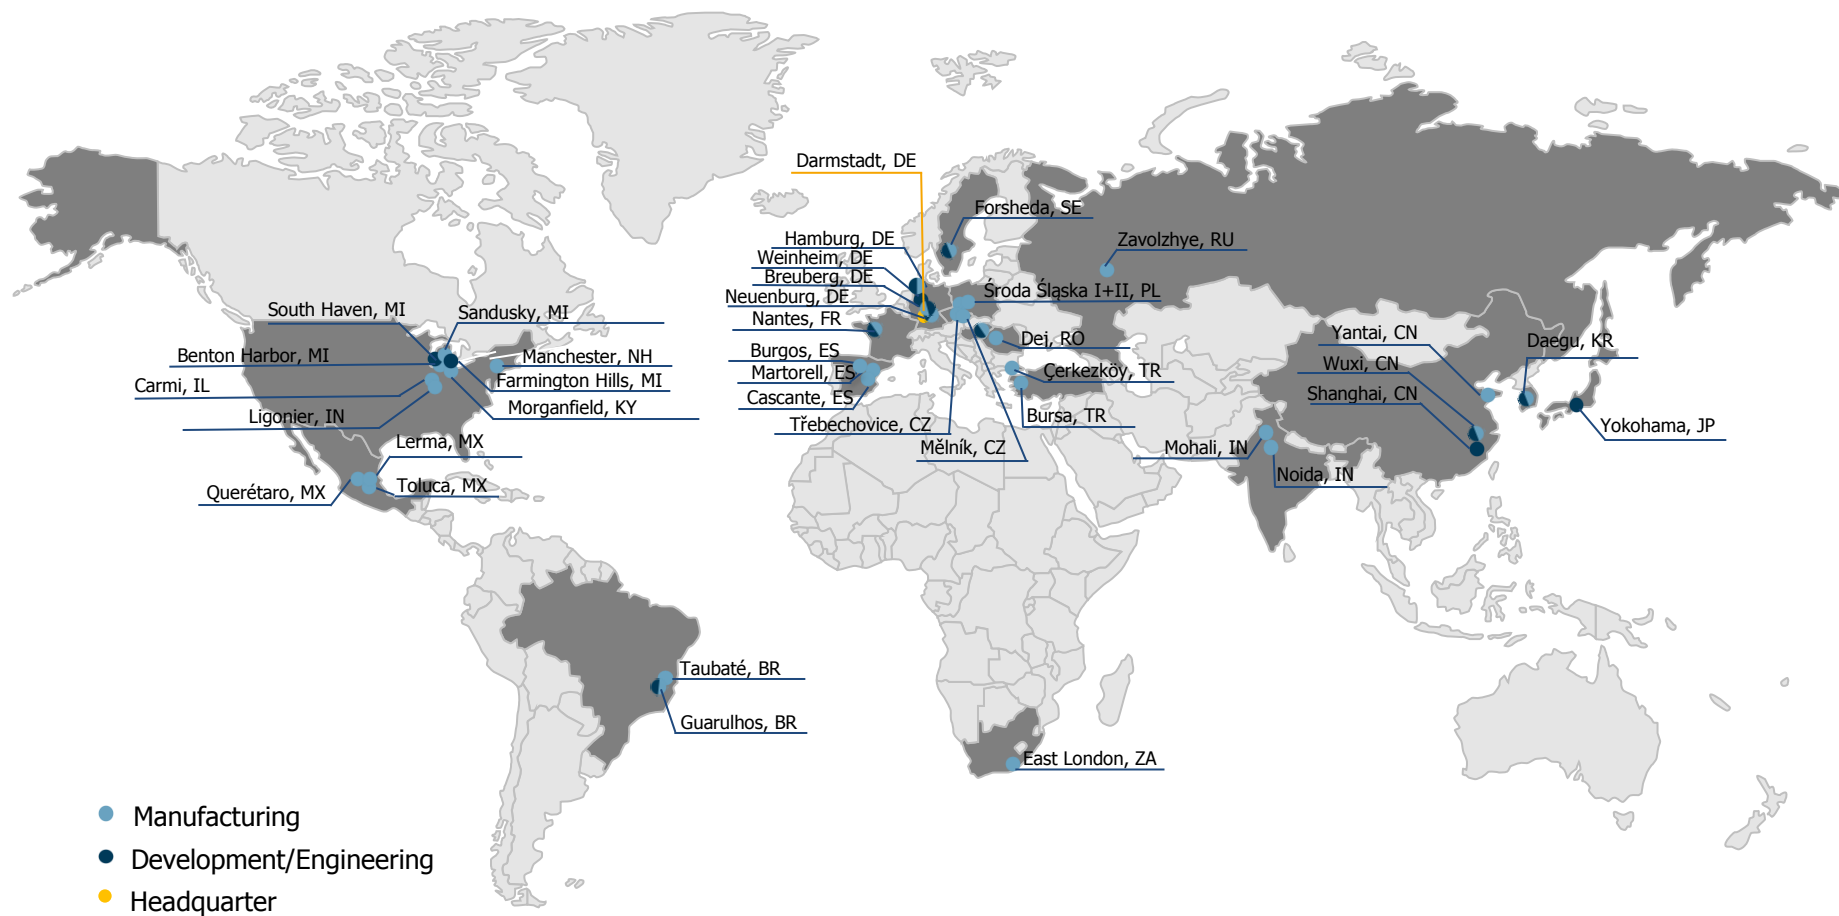 Darmstadt, DE
Forsheda, SE
Hamburg, DE
Zavolzhye, RU
Weinheim, DE
Breuberg, DE
Neuenburg, DE
Środa Śląska I+II, PL
South Haven, MI
Sandusky, MI
Nantes, FR
Dej, RO
Yantai, CN
Daegu, KR
Benton Harbor, MI
Manchester, NH
Burgos, ES
Wuxi, CN
Carmi, IL
Farmington Hills, MI
Martorell, ES
Çerkezköy, TR
Shanghai, CN
Ligonier, IN
Morganfield, KY
Cascante, ES
Bursa, TR
Třebechovice, CZ
Yokohama, JP
Lerma, MX
Mělník, CZ
Mohali, IN
Querétaro, MX
Toluca, MX
Noida, IN
Taubaté, BR
Guarulhos, BR
East London, ZA
Manufacturing
Development/Engineering
Headquarter